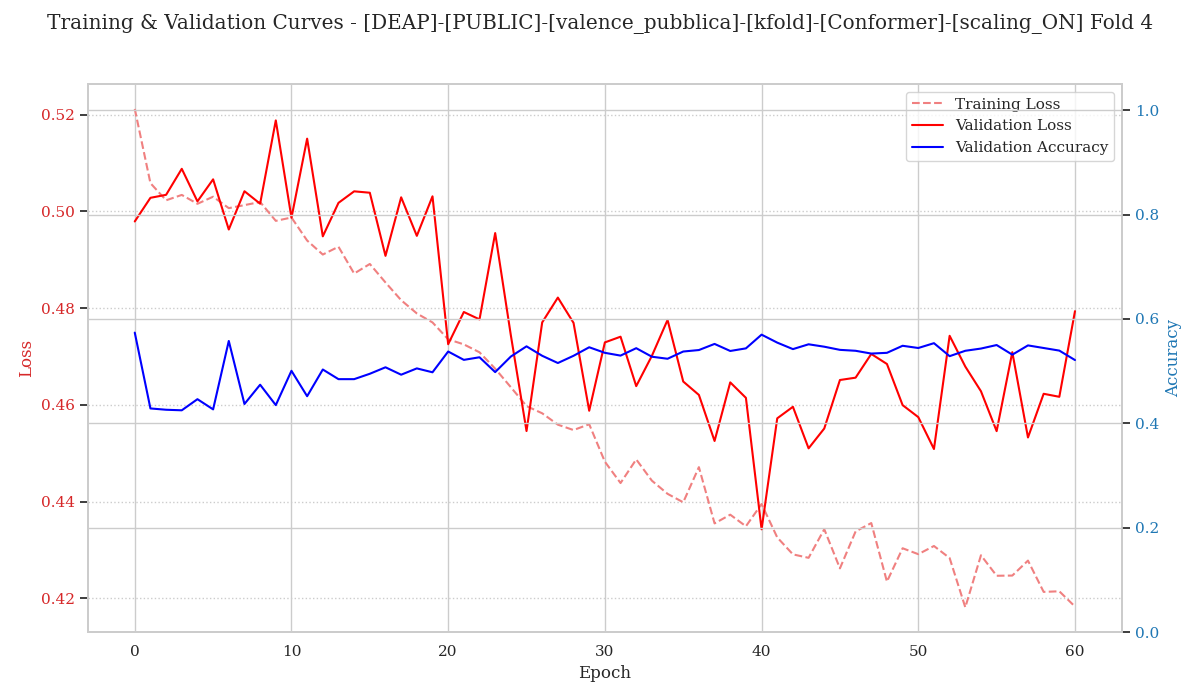 Training & Validation Curves - [DEAP]-[PUBLIC]-[valence_pubblica]-[kfold]-[Conformer]-[scaling_ON] Fold 4
Training Loss
Validation Loss
Validation Accuracy
0.52
0.50
0.48
0.46
0.44
0.42
Loss
1.0
0.8
0.6
0.4
0.2
0.0
Accuracy
0
10
20
30
40
50
60
Epoch